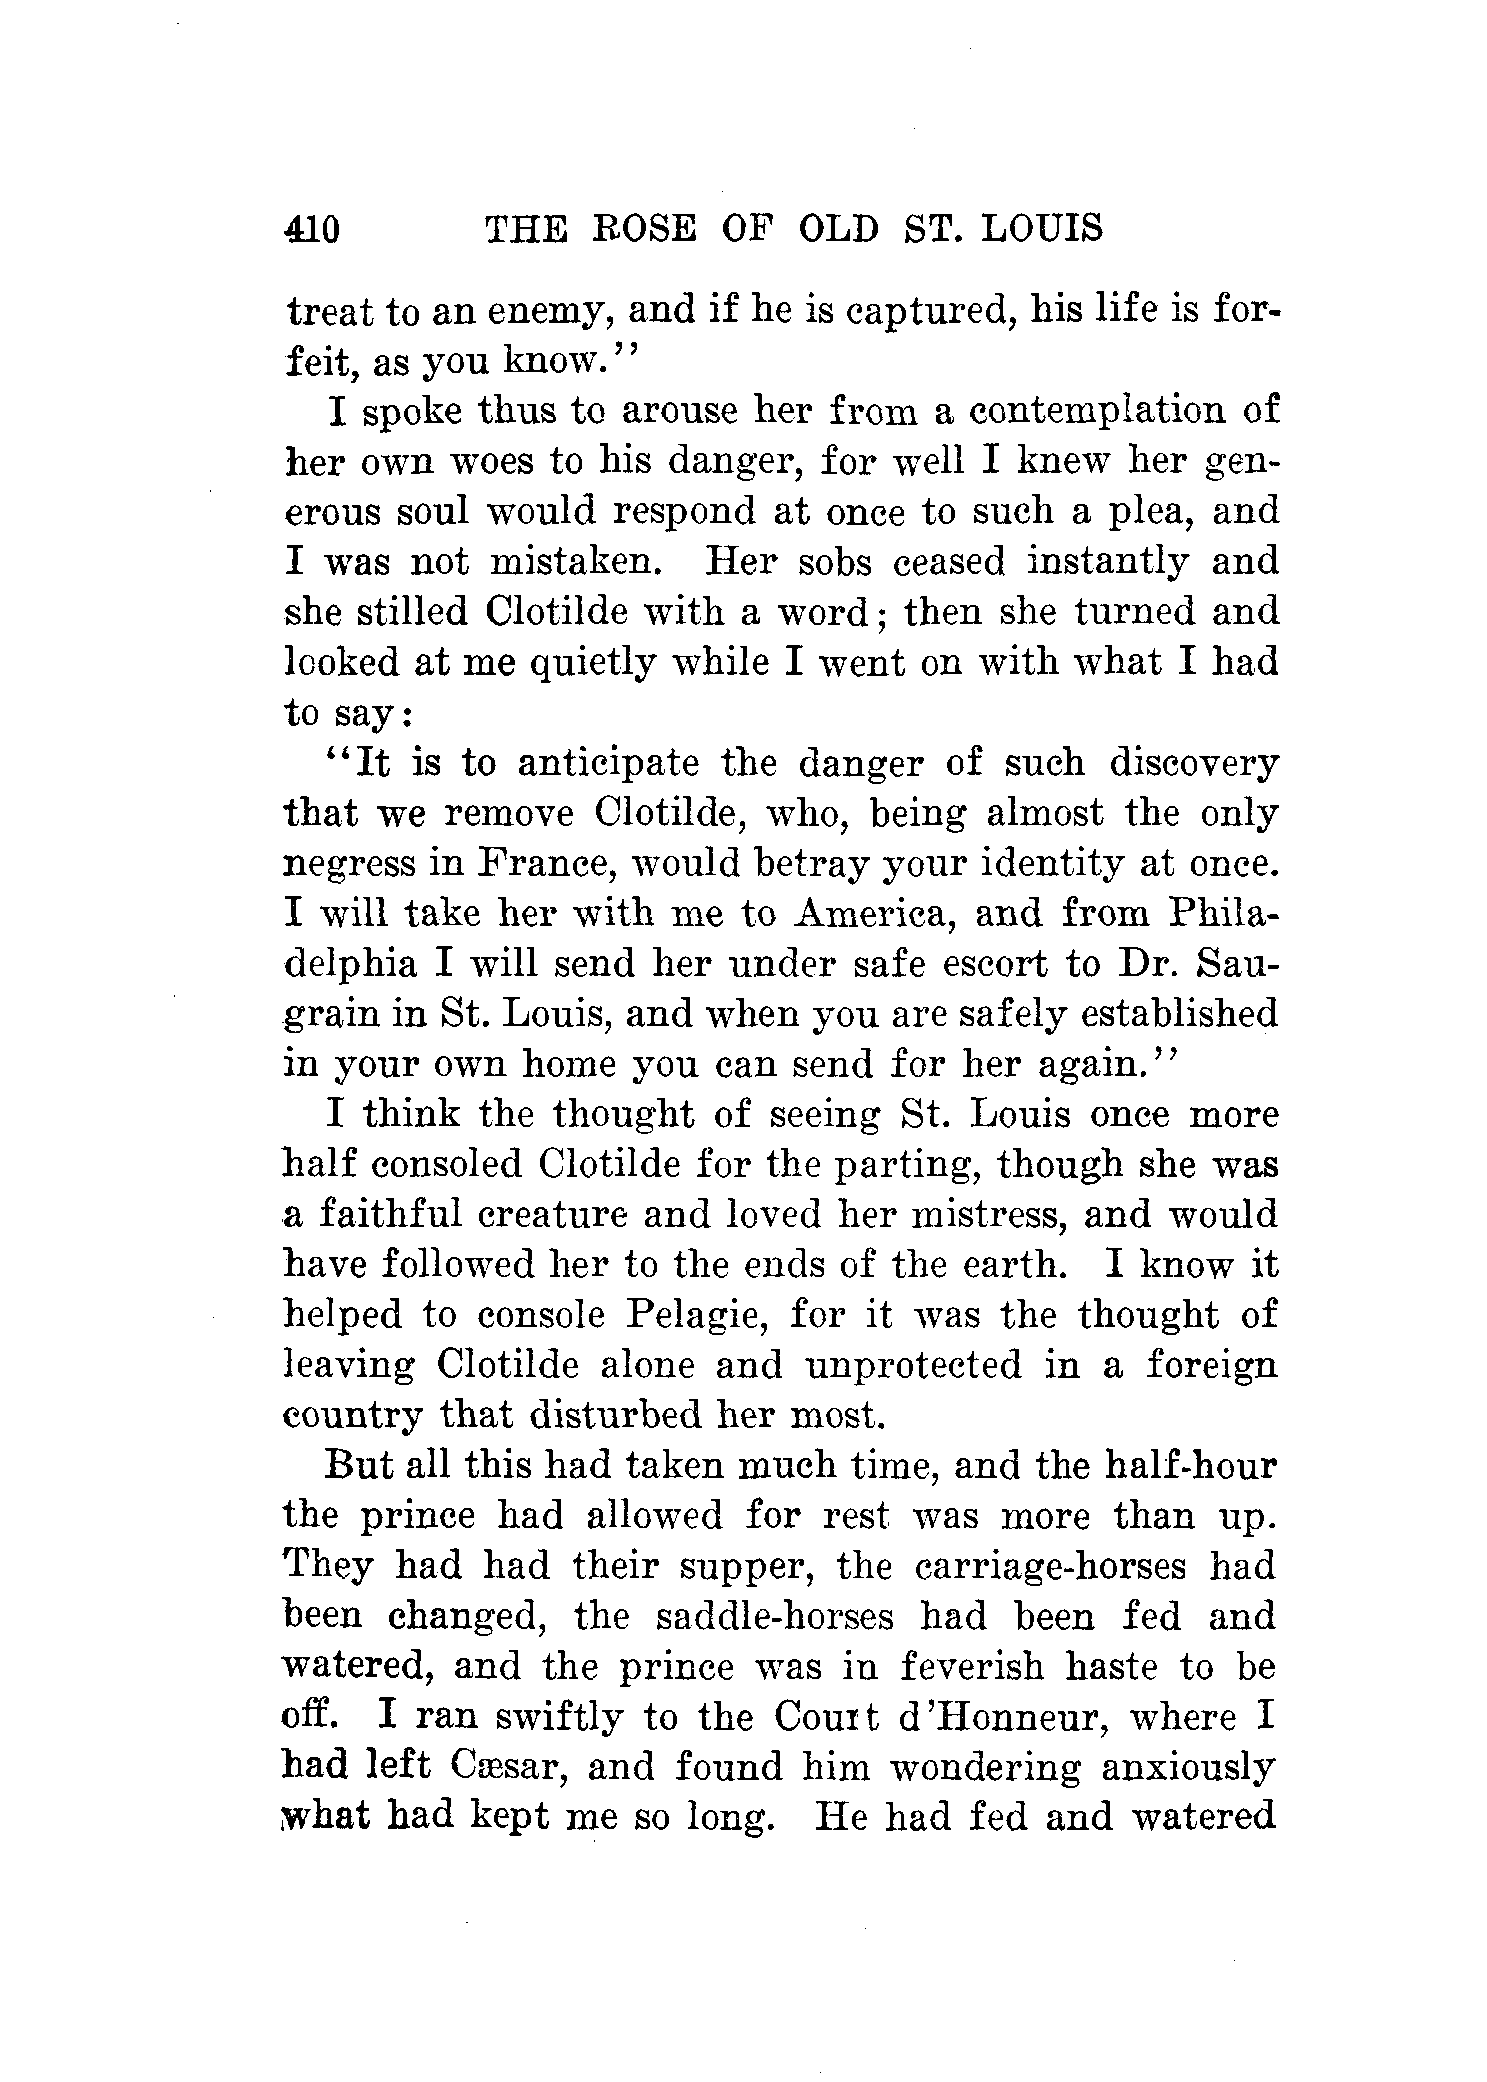 410 THE ROSE OF OLD ST. LOUIS
treat to an enemy, and if he is captured, his life is for-
feit, as you know.''
I spoke thus to arouse her from a contemplation of
her own woes to his danger, for well I knew her gen-
erous soul would respond at once to such a plea, and
I was not mistaken. Her sobs ceased instantly and
she stilled Clotilde with a word; then she turned and
looked at me quietly while I went on with what I had
to say:
"It is to anticipate the danger of such discovery
that we remove Clotilde, who, being almost the only
negress in France, would betray your identity at once.
I will take her with me to America, and from Phila-
delphia I will send her under safe escort to Dr. Sau-
grain in St. Louis, and when you are safely established
in your own home you can send for her again."
I think the thought of seeing St. Louis once more
half consoled Clotilde for the parting, though she was
a faithful creature and loved her mistress, and would
have followed her to the ends of the earth. I know it
helped to console Pelagie, for it was the thought of
leaving Clotilde alone and unprotected in a foreign
country that disturbed her most.
But all this had taken much time, and the half-hour
the prince had allowed for rest was more than up.
They had had their supper, the carriage-horses had
been changed, the saddle-horses had been fed and
watered, and the prince was in feverish haste to be
off. I ran swiftly to the Court d'Honneur, where I
had left Cæsar, and found him wondering anxiously
what had kept me so long. He had fed and watered